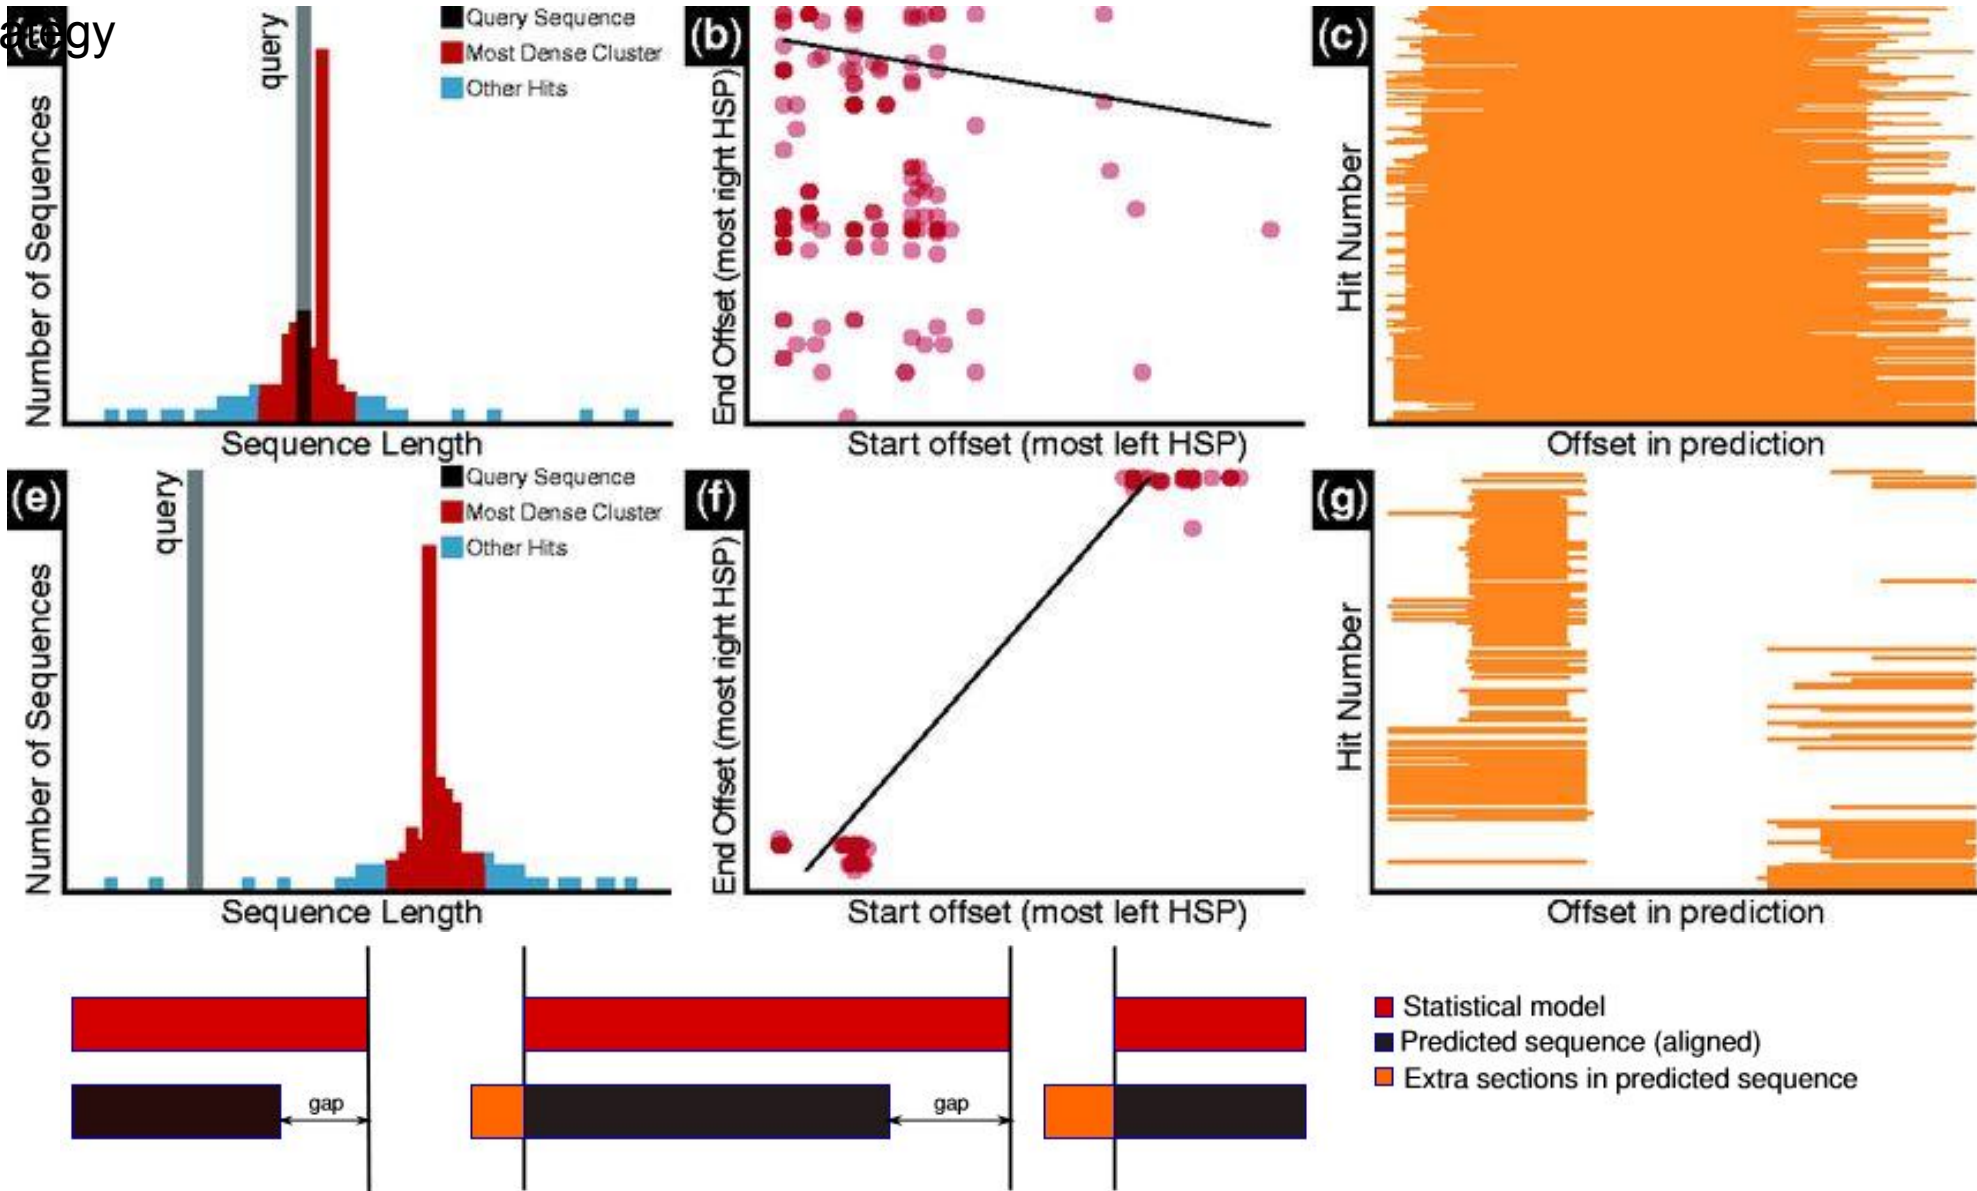 ategy
query
Query Sequence
Most Dense Cluster
Other Hits
Number of Sequences
Sequence Length
(b)
End Offset (most right HSP)
Start offset (most left HSP)
(c)
Hit Number
Offset in prediction
(e)
query
Query Sequence
Most Dense Cluster
Other Hits
Number of Sequences
Sequence Length
(f)
End Offset (most right HSP)
Start offset (most left HSP)
(g)
Hit Number
Offset in prediction
gap
gap
Statistical model
Predicted sequence (aligned)
Extra sections in predicted sequence